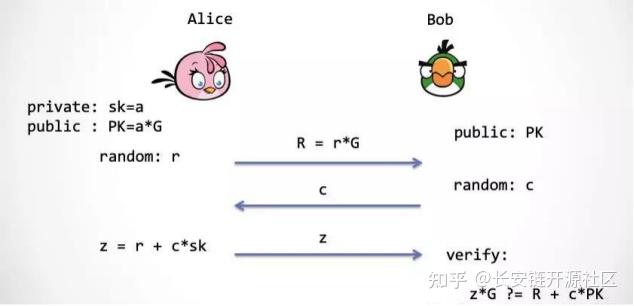 Alice
Bob
private: sk=a
public : PK=a*G
random: r
R = r*G
public: PK
c
random: c
z = r + c*sk
z
verify:
z*G ?= R + c*PK
知乎 @长安链开源社区